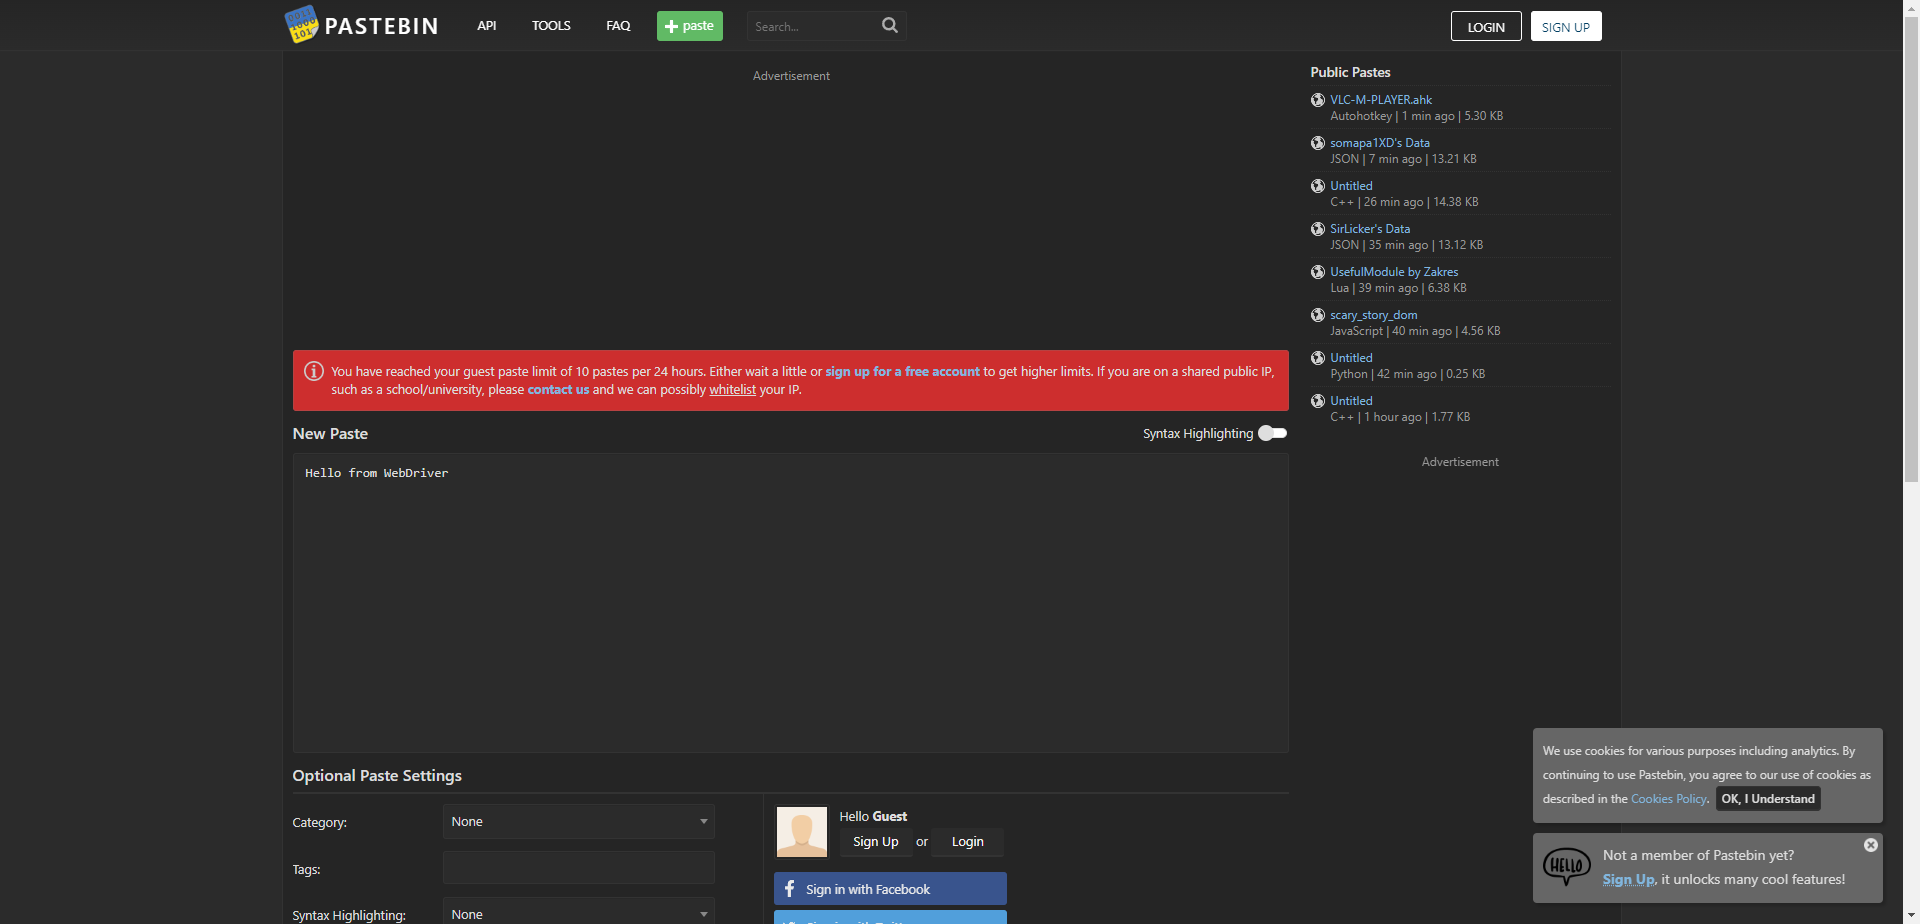 PASTEBIN
API
TOOLS
FAQ
paste
Search...
LOGIN
SIGN UP
Advertisement
You have reached your guest paste limit of 10 pastes per 24 hours. Either wait a little or sign up for a free account to get higher limits. If you are on a shared public IP,
such as a school/university, please contact us and we can possibly whitelist your IP.
New Paste
Syntax Highlighting
Hello from WebDriver
Optional Paste Settings
Category:
None
Tags:
Syntax Highlighting:
None
Hello Guest
Sign Up or Login
Sign in with Facebook
Public Pastes
VLC-M-PLAYER.ahk
Autohotkey | 1 min ago | 5.30 KB
somapa1XD's Data
JSON | 7 min ago | 13.21 KB
Untitled
C++ | 26 min ago | 14.38 KB
SirLicker's Data
JSON | 35 min ago | 13.12 KB
UsefulModule by Zakres
Lua | 39 min ago | 6.38 KB
scary_story_dom
JavaScript | 40 min ago | 4.56 KB
Untitled
Python | 42 min ago | 0.25 KB
Untitled
C++ | 1 hour ago | 1.77 KB
Advertisement
We use cookies for various purposes including analytics. By
continuing to use Pastebin, you agree to our use of cookies as
described in the Cookies Policy. OK, I Understand
HELLO
Not a member of Pastebin yet?
Sign Up, it unlocks many cool features!